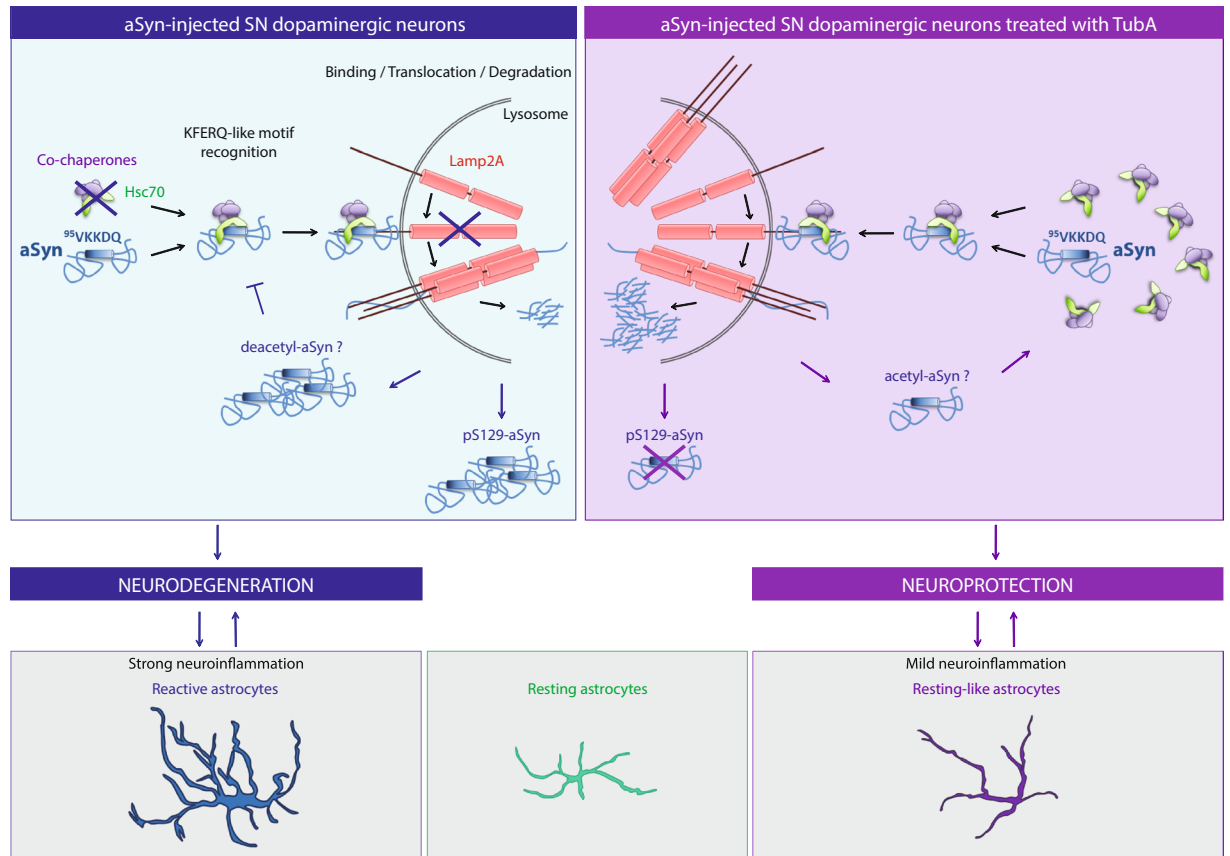 aSyn-injected SN dopaminergic neurons
Binding / Translocation / Degradation
Lysosome
KFERQ-like motif
recognition
Co-chaperones
Lamp2A
Hsc70
⁹⁵VKKDQ
aSyn
deacetyl-aSyn ?
pS129-aSyn
aSyn-injected SN dopaminergic neurons treated with TubA
⁹⁵VKKDQ
aSyn
acetyl-aSyn ?
pS129-aSyn
NEURODEGENERATION
NEUROPROTECTION
Strong neuroinflammation
Reactive astrocytes
Resting astrocytes
Mild neuroinflammation
Resting-like astrocytes